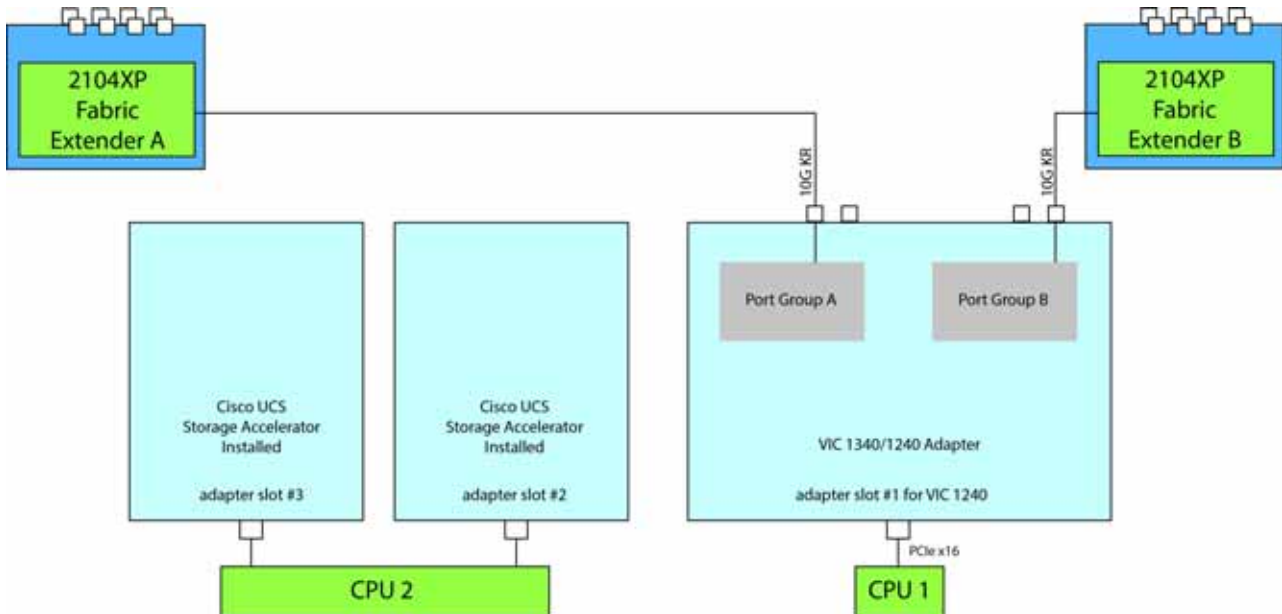 2104XP
Fabric
Extender A
2104XP
Fabric
Extender B
10G KR
10G KR
Port Group A
Port Group B
Cisco UCS
Storage Accelerator
Installed
adapter slot #3
Cisco UCS
Storage Accelerator
Installed
adapter slot #2
VIC 1340/1240 Adapter
adapter slot #1 for VIC 1240
PCIe x16
CPU 2
CPU 1